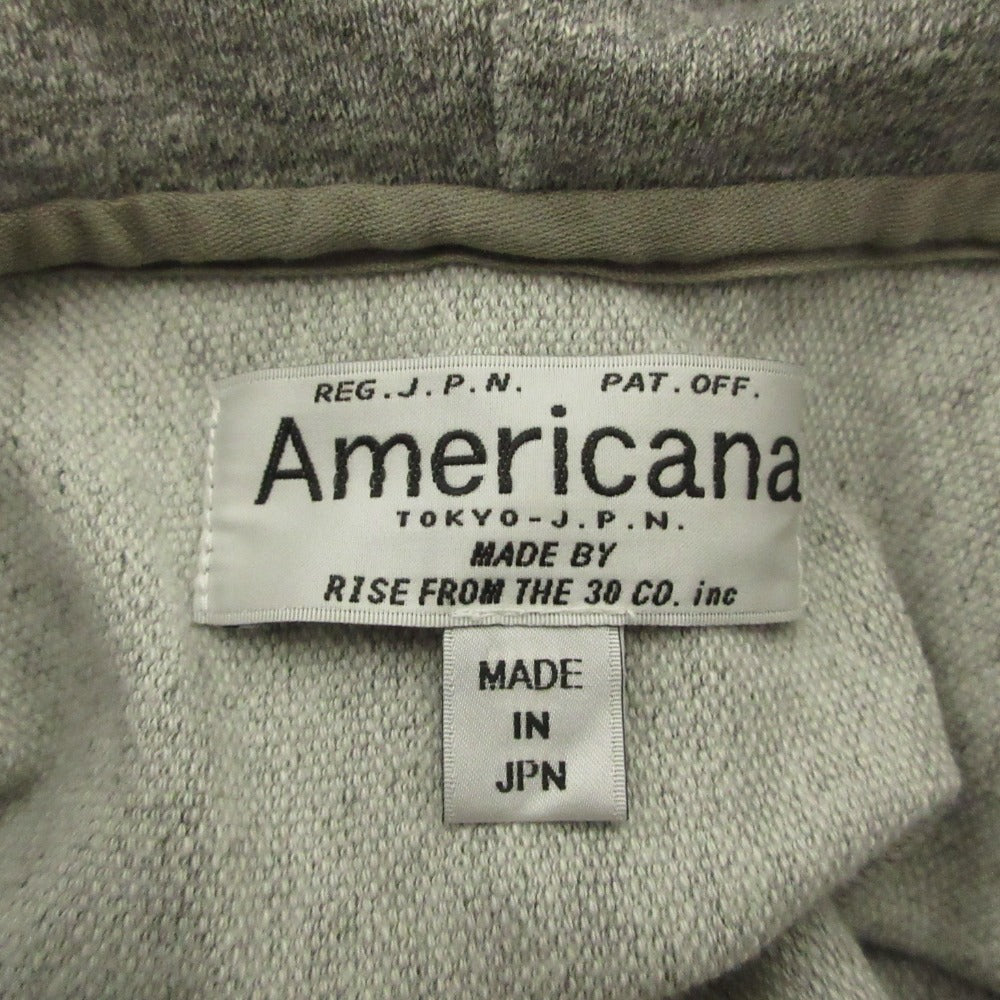 REG.J.P.N. PAT.OFF.
Americana
TOKYO-J.P.N.
MADE BY
RISE FROM THE 30 CO. inc
MADE
IN
JPN